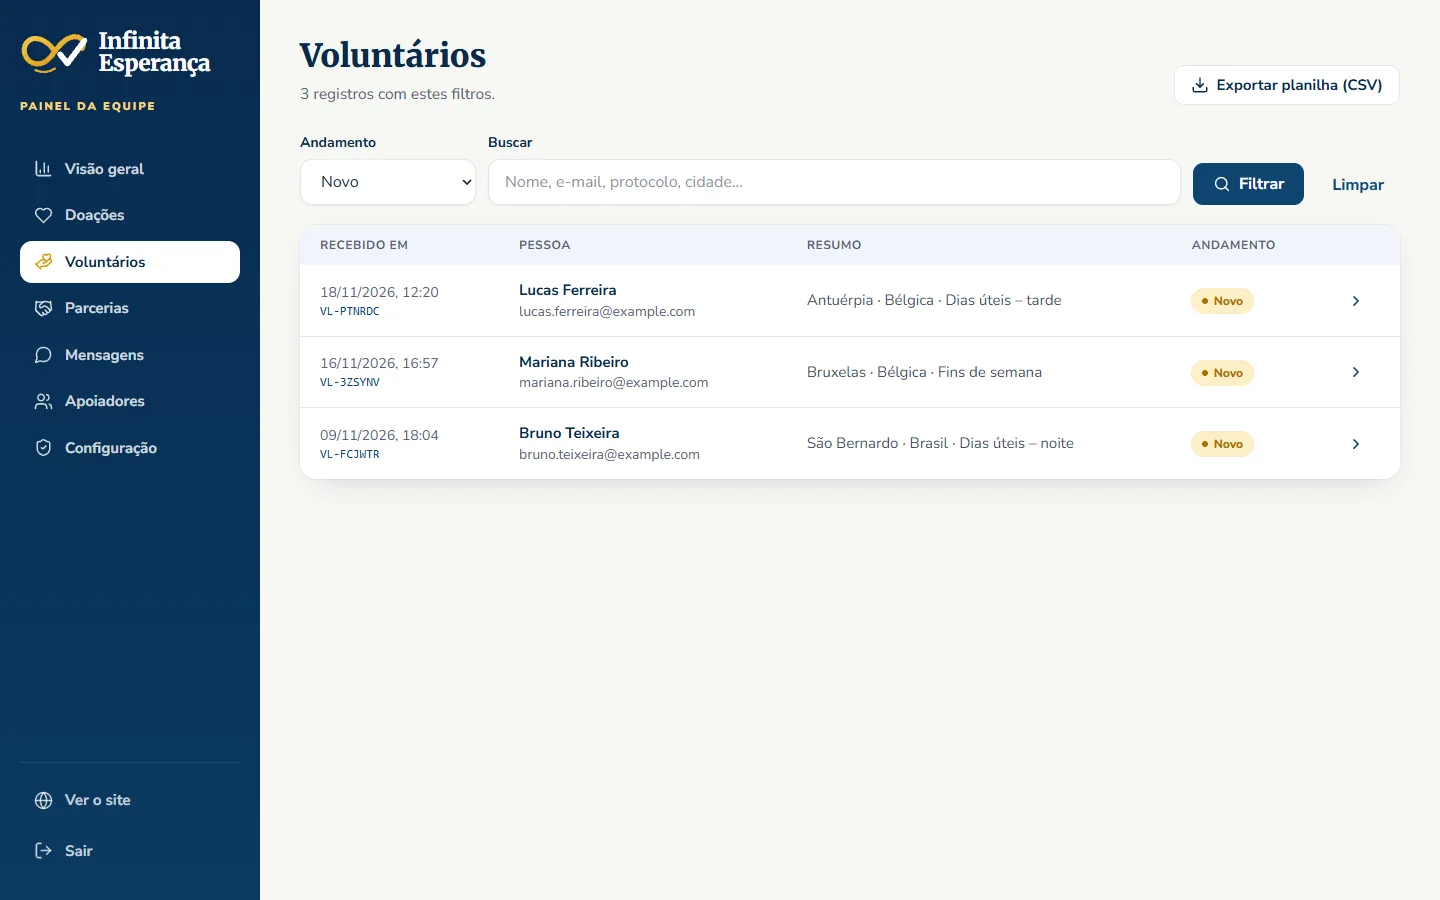 Infinita
Esperança
PAINEL DA EQUIPE
Visão geral
Doações
Voluntários
Parcerias
Mensagens
Apoiadores
Configuração
Ver o site
Sair
Voluntários
3 registros com estes filtros.
Exportar planilha (CSV)
Andamento
Buscar
Novo
Nome, e-mail, protocolo, cidade...
Filtrar
Limpar
RECEBIDO EM PESSOA RESUMO ANDAMENTO
18/11/2026, 12:20
VL-PTNRDC
Lucas Ferreira
lucas.ferreira@example.com
Antuérpia · Bélgica · Dias úteis – tarde
Novo
16/11/2026, 16:57
VL-3ZSYNV
Mariana Ribeiro
mariana.ribeiro@example.com
Bruxelas · Bélgica · Fins de semana
Novo
09/11/2026, 18:04
VL-FCJWTR
Bruno Teixeira
bruno.teixeira@example.com
São Bernardo · Brasil · Dias úteis – noite
Novo